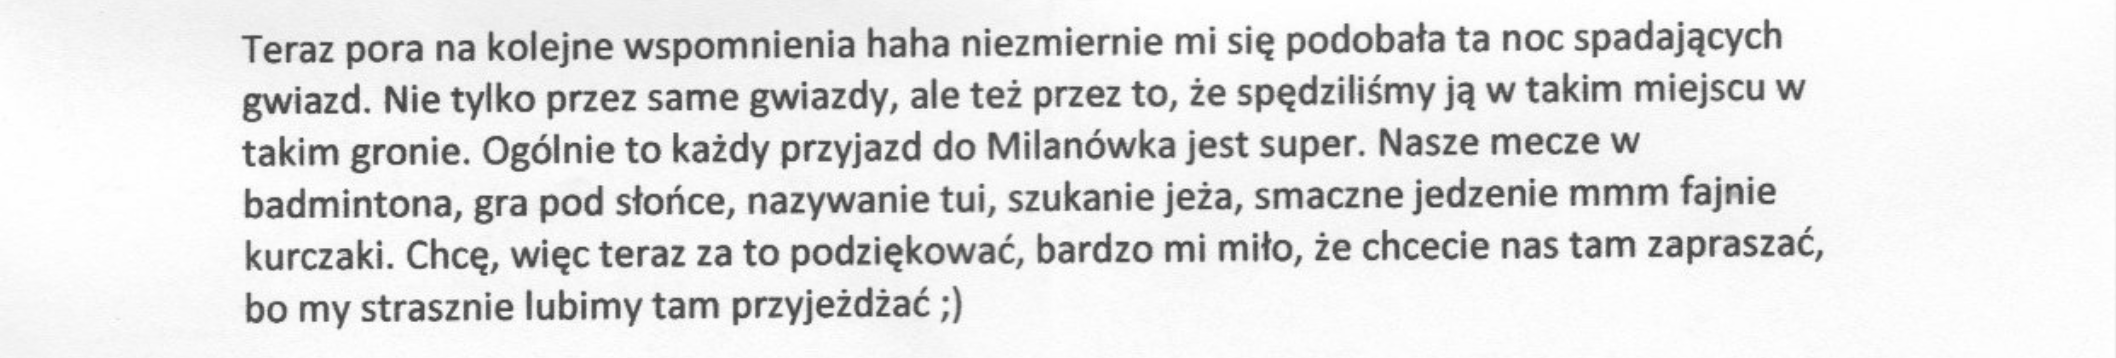 Teraz pora na kolejne wspomnienia haha niezmiernie mi się podobała ta noc spadających
gwiazd. Nie tylko przez same gwiazdy, ale też przez to, że spędziliśmy ją w takim miejscu w
takim gronie. Ogólnie to każdy przyjazd do Milanówka jest super. Nasze mecze w
badmintona, gra pod słońce, nazywanie tui, szukanie jeża, smaczne jedzenie mmm fajnie
kurczaki. Chcę, więc teraz za to podziękować, bardzo mi miło, że chcecie nas tam zapraszać,
bo my strasznie lubimy tam przyjeżdżać ;)